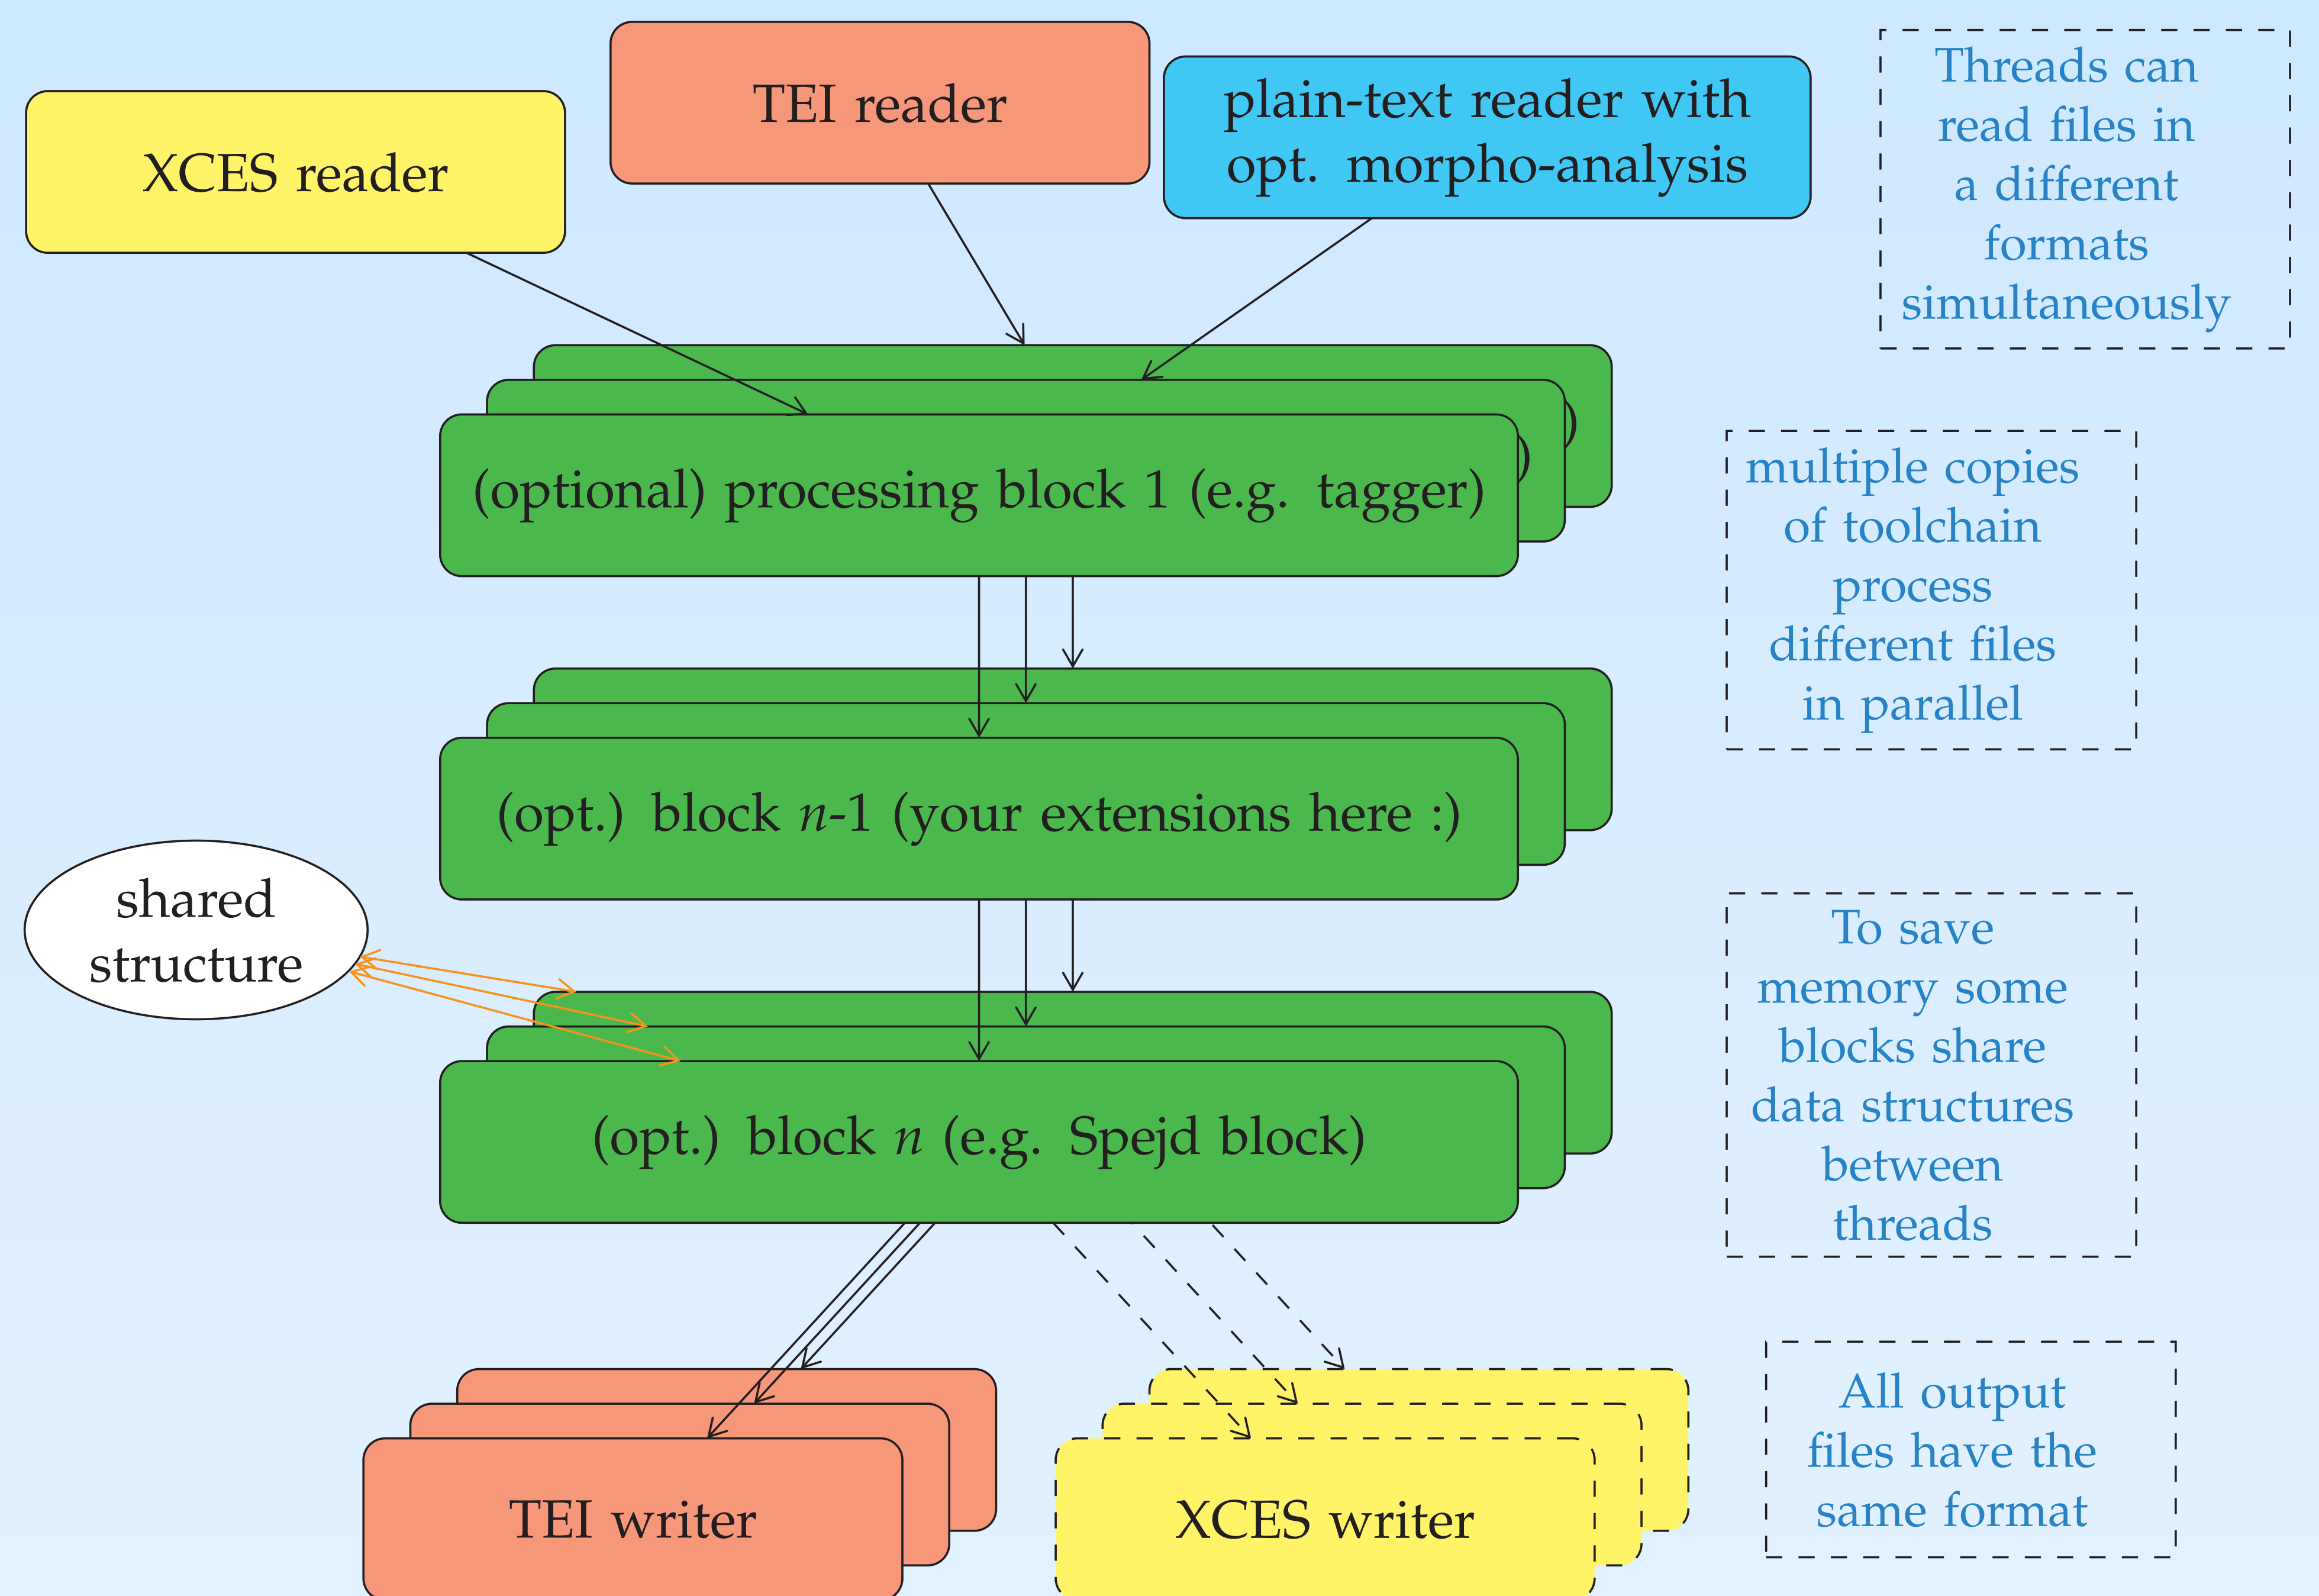 XCES reader
TEI reader
plain-text reader with
opt. morpho-analysis
Threads can
read files in
a different
formats
simultaneously
)
)
(optional) processing block 1 (e.g. tagger)
multiple copies
of toolchain
process
different files
in parallel
(opt.) block n-1 (your extensions here :)
shared
structure
To save
memory some
blocks share
data structures
between
threads
(opt.) block n (e.g. Spejd block)
All output
files have the
same format
TEI writer
XCES writer